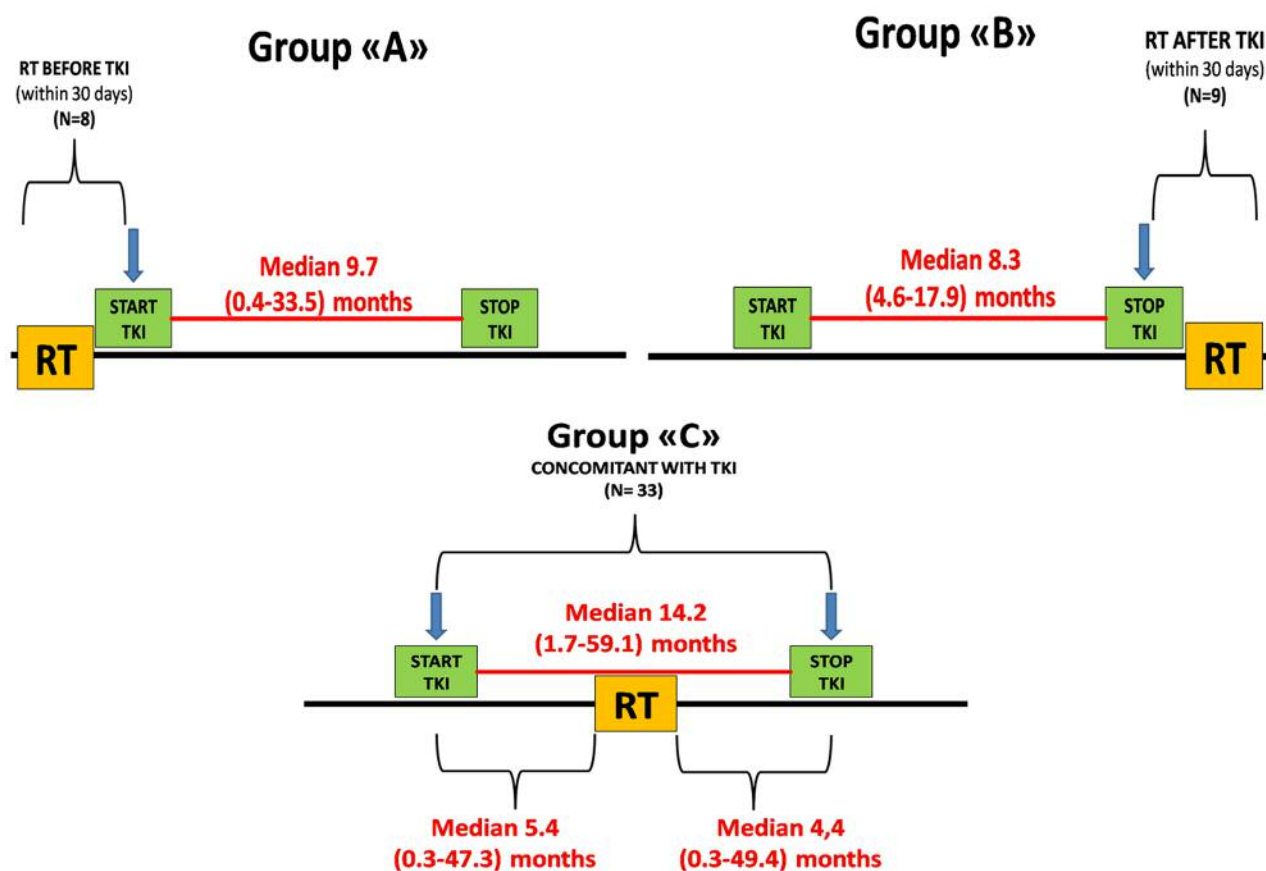 Group «A»
RT BEFORE TKI
(within 30 days)
(N=8)
Median 9.7
(0.4-33.5) months
START
TKI
STOP
TKI
RT
Group «B»
RT AFTER TKI
(within 30 days)
(N=9)
Median 8.3
(4.6-17.9) months
START
TKI
STOP
TKI
RT
Group «C»
CONCOMITANT WITH TKI
(N= 33)
Median 14.2
(1.7-59.1) months
START
TKI
STOP
TKI
RT
Median 5.4
(0.3-47.3) months
Median 4,4
(0.3-49.4) months